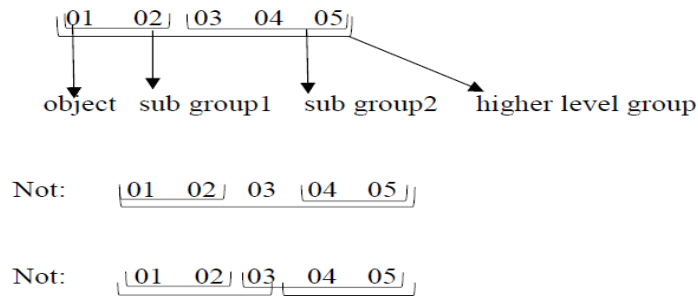 01 02 03 04 05
object sub group1 sub group2 higher level group
Not: 01 02 03 04 05
Not: 01 02 03 04 05